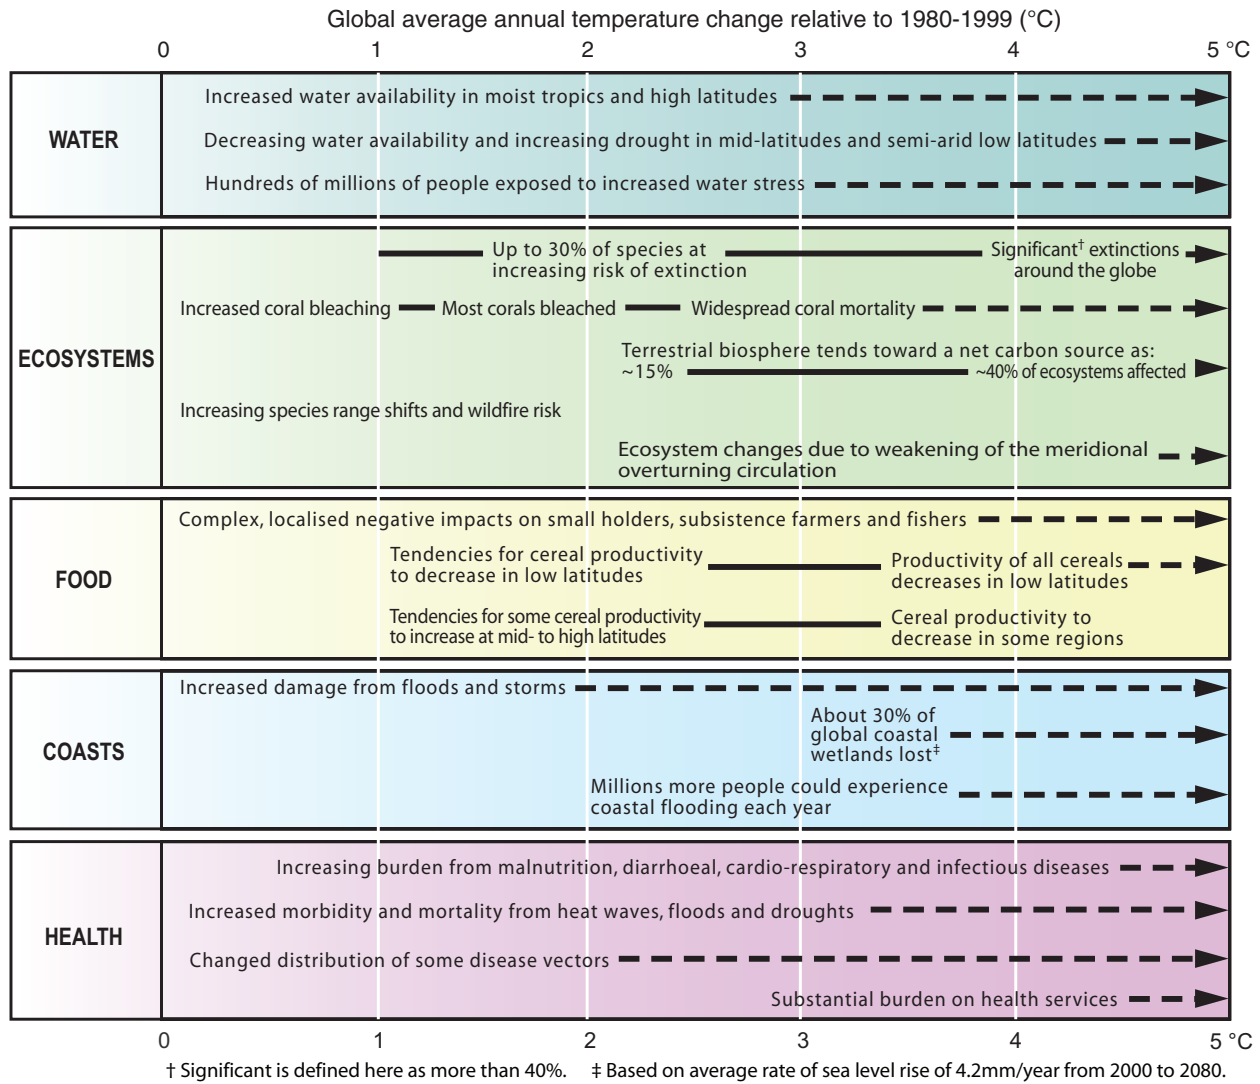 Global average annual temperature change relative to 1980-1999 (°C)
0 1 2 3 4 5 °C
WATER
Increased water availability in moist tropics and high latitudes
Decreasing water availability and increasing drought in mid-latitudes and semi-arid low latitudes
Hundreds of millions of people exposed to increased water stress
ECOSYSTEMS
Up to 30% of species at
increasing risk of extinction
Significant† extinctions
around the globe
Increased coral bleaching Most corals bleached Widespread coral mortality
Terrestrial biosphere tends toward a net carbon source as:
~15% ~40% of ecosystems affected
Increasing species range shifts and wildfire risk
Ecosystem changes due to weakening of the meridional
overturning circulation
FOOD
Complex, localised negative impacts on small holders, subsistence farmers and fishers
Tendencies for cereal productivity
to decrease in low latitudes
Productivity of all cereals
decreases in low latitudes
Tendencies for some cereal productivity
to increase at mid- to high latitudes
Cereal productivity to
decrease in some regions
COASTS
Increased damage from floods and storms
About 30% of
global coastal
wetlands lost‡
Millions more people could experience
coastal flooding each year
HEALTH
Increasing burden from malnutrition, diarrhoeal, cardio-respiratory and infectious diseases
Increased morbidity and mortality from heat waves, floods and droughts
Changed distribution of some disease vectors
Substantial burden on health services
0 1 2 3 4 5 °C
† Significant is defined here as more than 40%. ‡ Based on average rate of sea level rise of 4.2mm/year from 2000 to 2080.